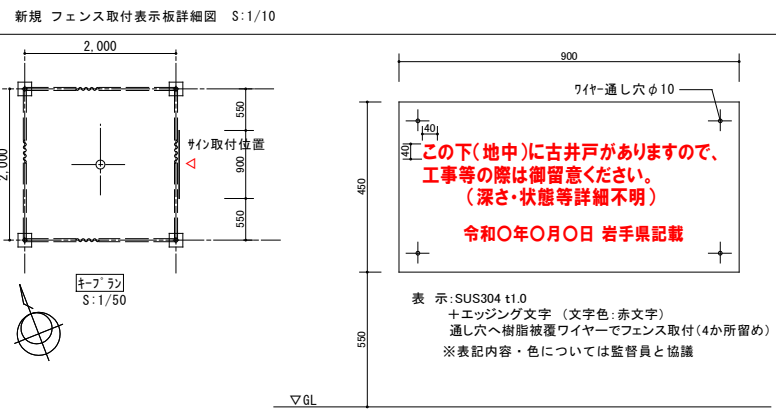 新規 フェンス取付表示板詳細図 S:1/10
2,000
2,000
550
900
550
サイン取付位置
キープラン
S:1/50
900
ワイヤー通し穴φ10
40
40
450
550
この下(地中)に古井戸がありますので、
工事等の際は御留意ください。
(深さ・状態等詳細不明)
令和〇年〇月〇日 岩手県記載
表 示:SUS304 t1.0
+エッジング文字 (文字色:赤文字)
通し穴へ樹脂被覆ワイヤーでフェンス取付(4か所留め)
※表記内容・色については監督員と協議
▽GL